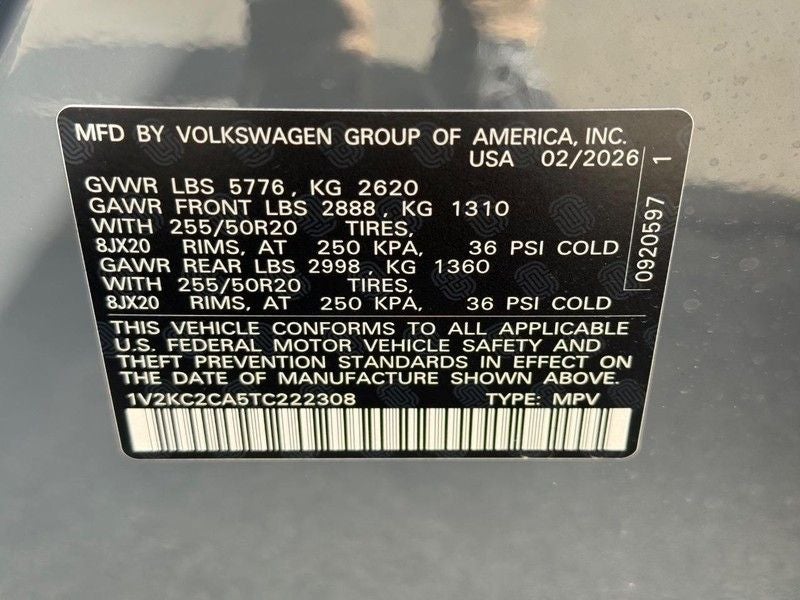 MFD BY VOLKSWAGEN GROUP OF AMERICA, INC.
USA 02/2026
GVWR LBS 5776, KG 2620
GAWR FRONT LBS 2888, KG 1310
WITH 255/50R20 TIRES,
8JX20 RIMS, AT 250 KPA, 36 PSI COLD
GAWR REAR LBS 2998, KG 1360
WITH 255/50R20 TIRES,
8JX20 RIMS, AT 250 KPA, 36 PSI COLD
0920597 1
THIS VEHICLE CONFORMS TO ALL APPLICABLE
U.S. FEDERAL MOTOR VEHICLE SAFETY AND
THEFT PREVENTION STANDARDS IN EFFECT ON
THE DATE OF MANUFACTURE SHOWN ABOVE.
1V2KC2CA5TC222308 TYPE: MPV